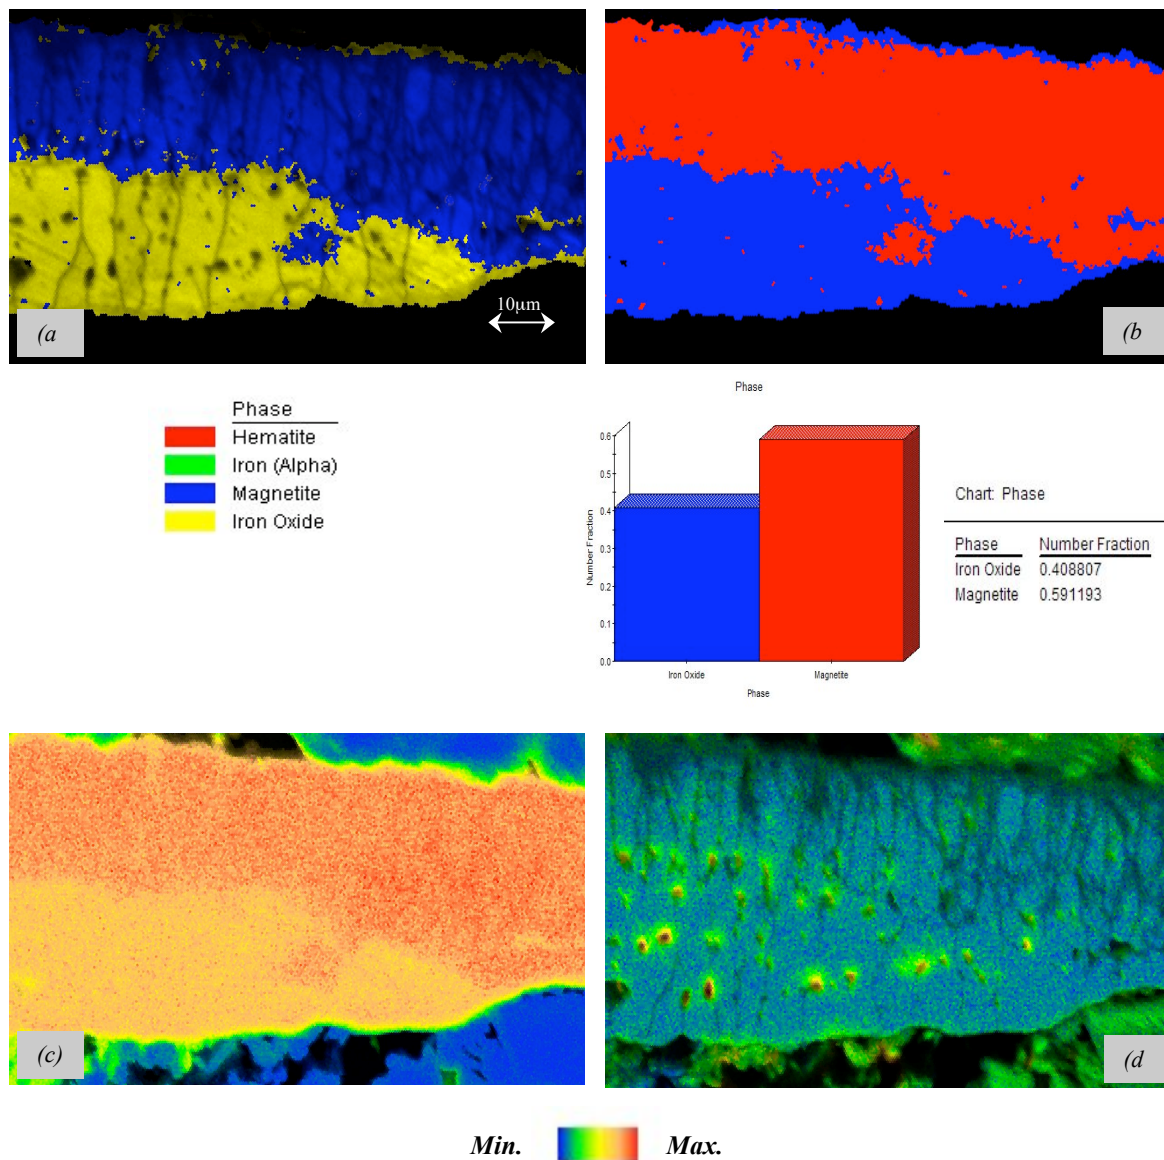 10μm
(a
(b
Phase
Hematite
Iron (Alpha)
Magnetite
Iron Oxide
Phase
0.6
0.5
0.4
0.3
0.2
0.1
0.0
Number Fraction
Iron Oxide Magnetite
Phase
Chart: Phase
Phase Number Fraction
Iron Oxide 0.408807
Magnetite 0.591193
(c)
(d
Min. Max.